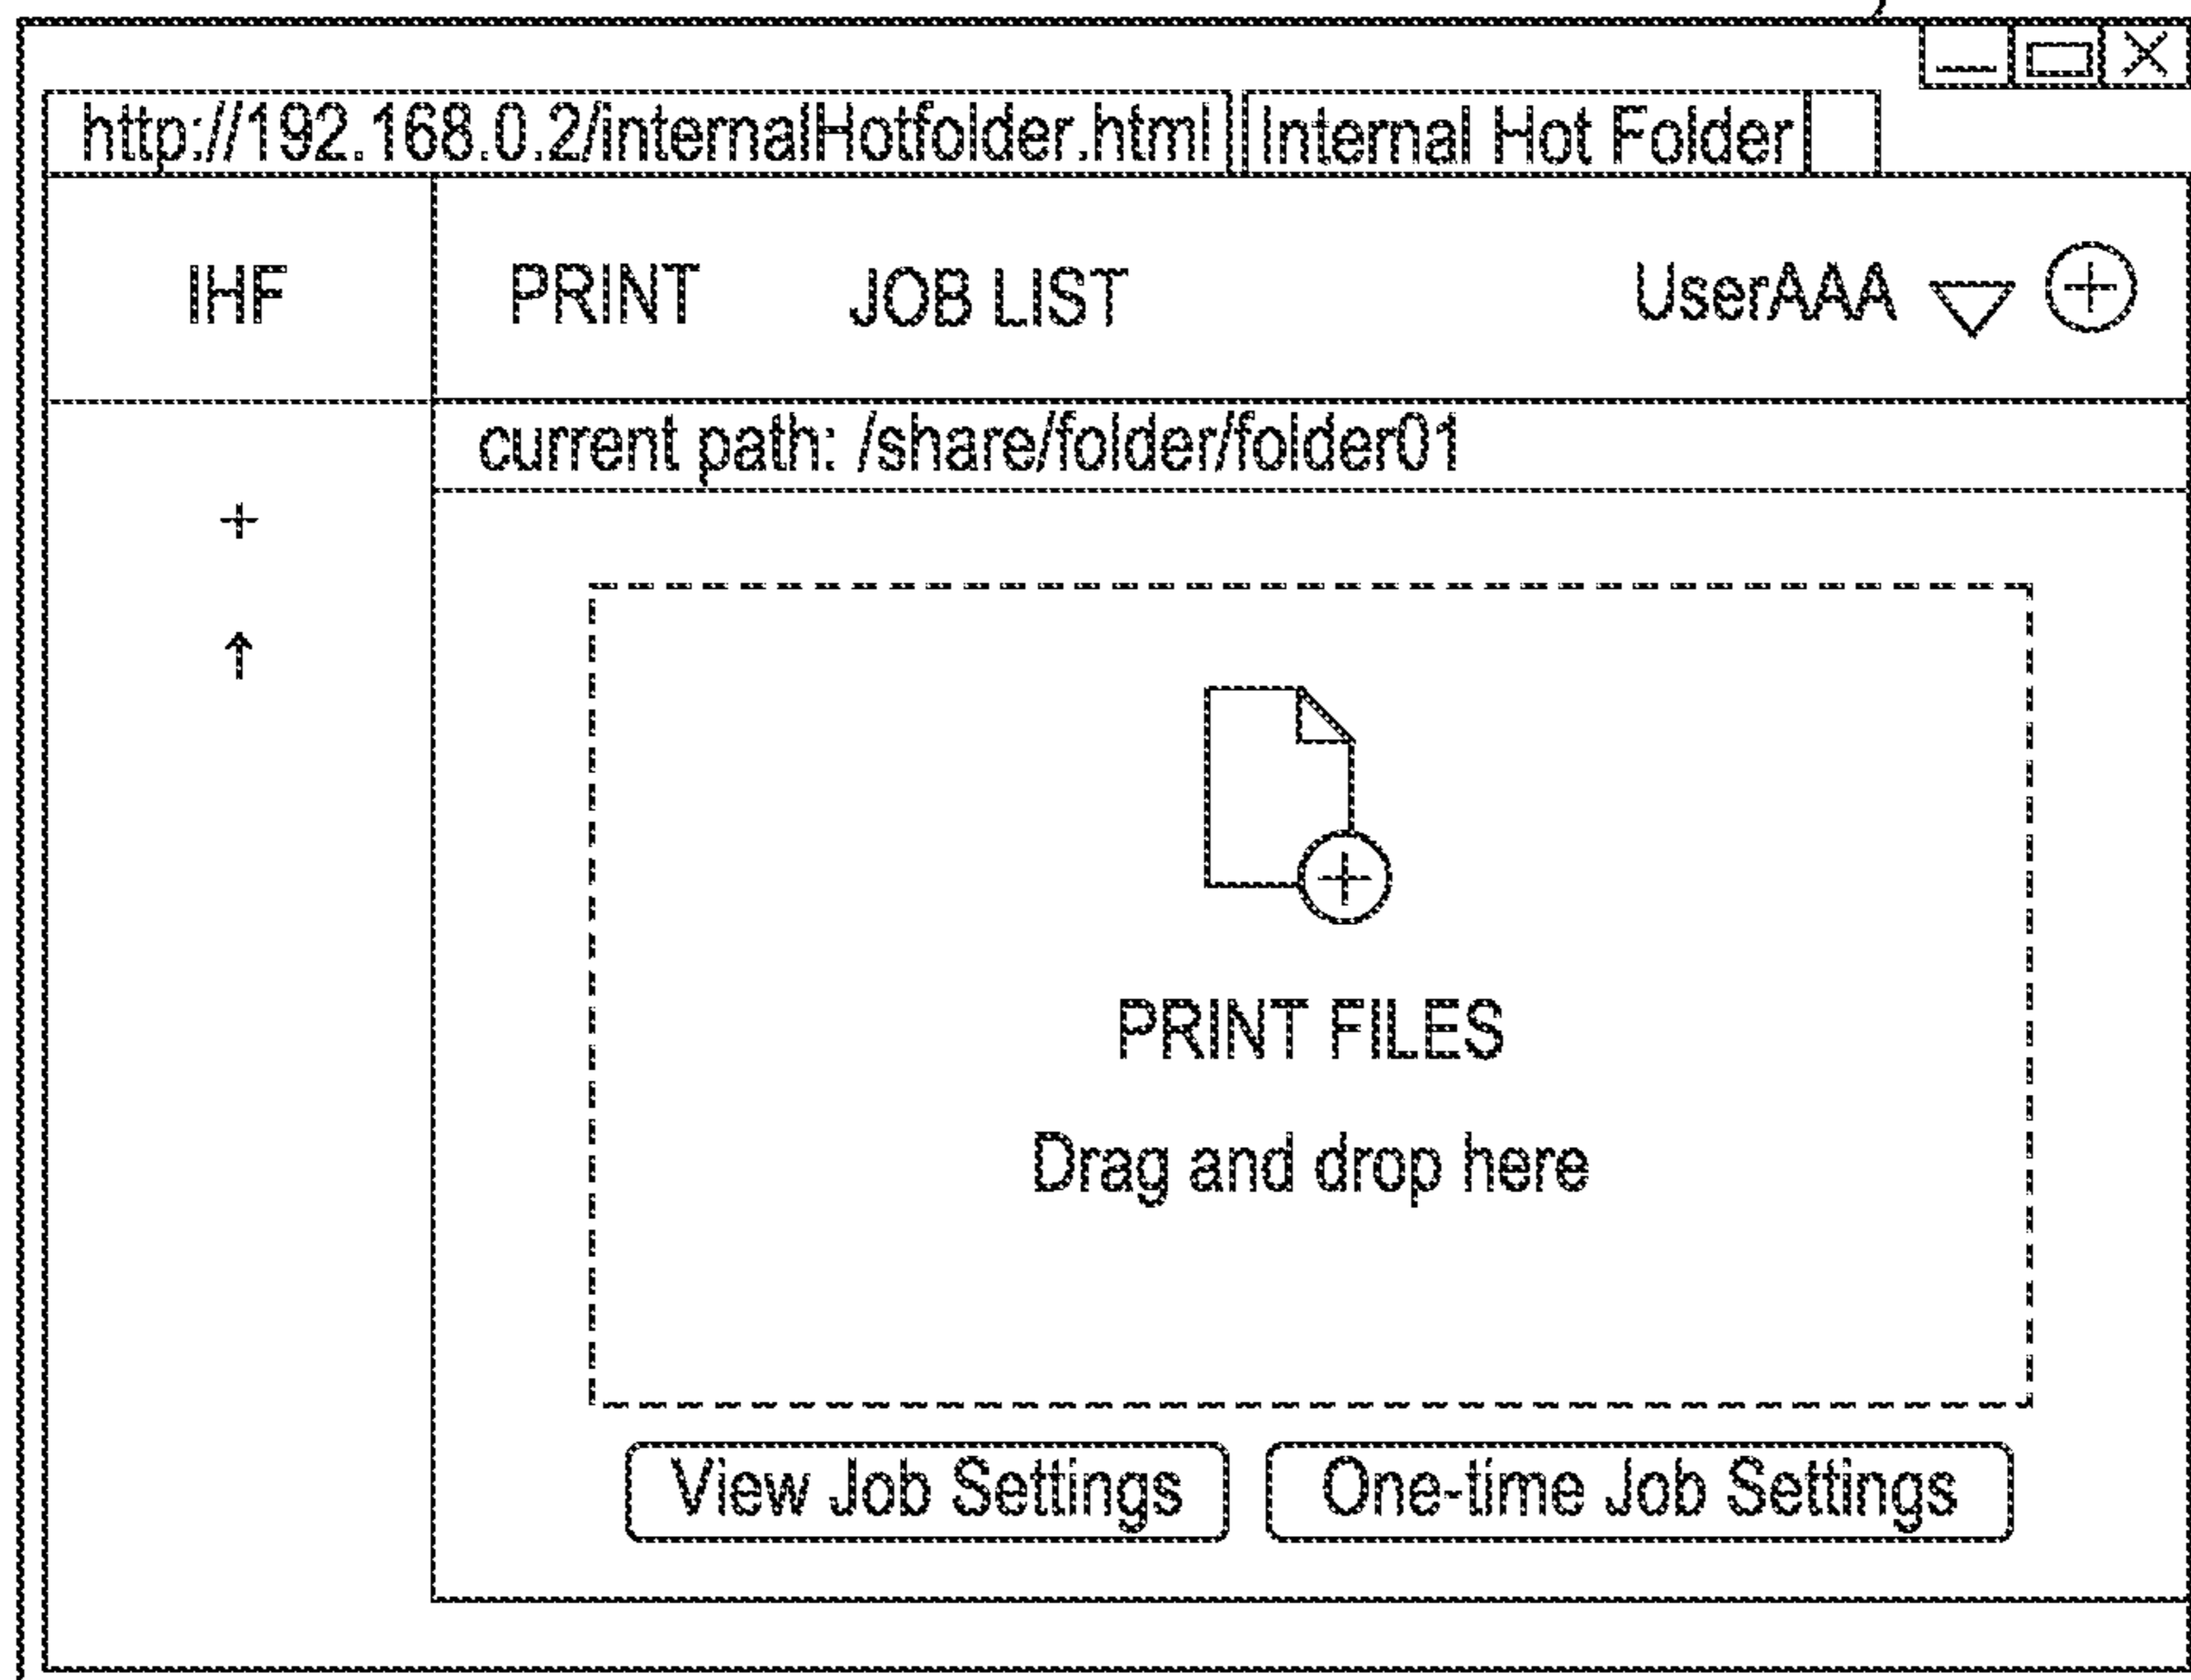 http://192.168.0.2/internalHotfolder.html Internal Hot Folder
IHF PRINT JOB LIST UserAAA
current path: /share/folder/folder01
PRINT FILES
Drag and drop here
View Job Settings One-time Job Settings